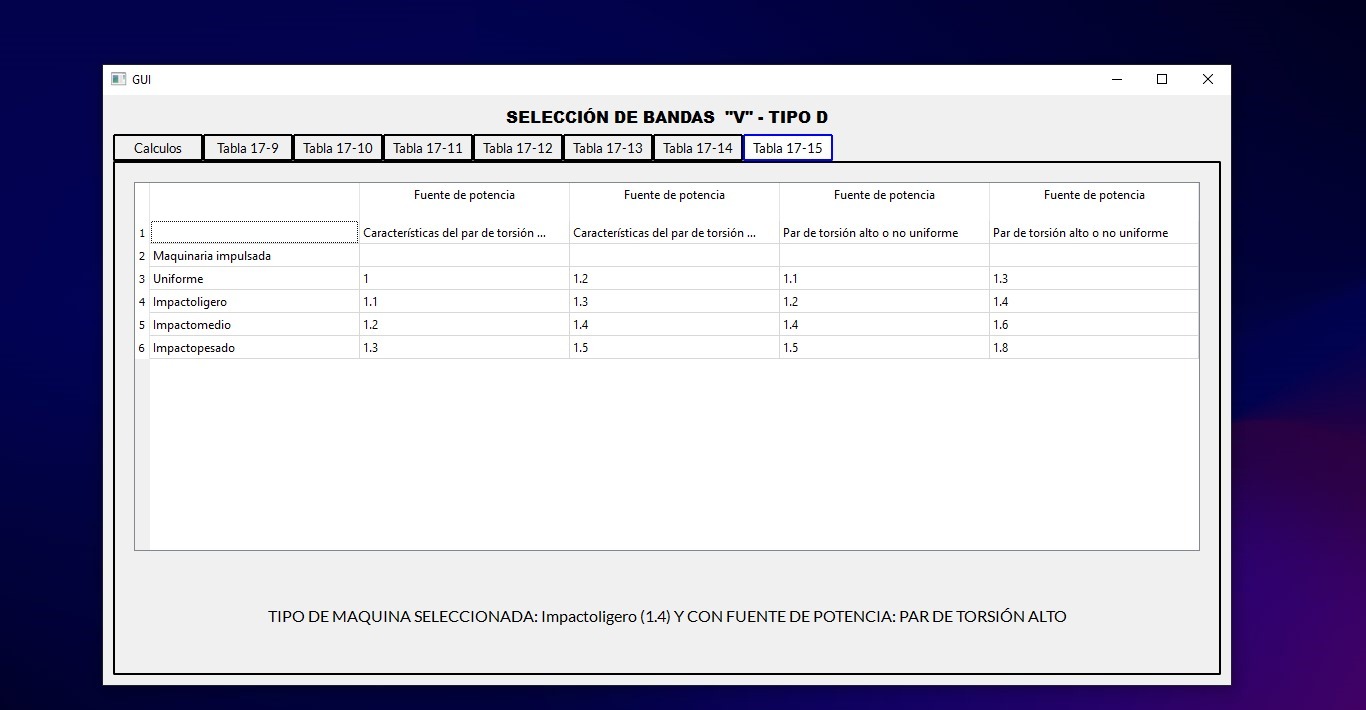 GUI
SELECCIÓN DE BANDAS "V" - TIPO D
Calculos Tabla 17-9 Tabla 17-10 Tabla 17-11 Tabla 17-12 Tabla 17-13 Tabla 17-14 Tabla 17-15
Fuente de potencia Fuente de potencia Fuente de potencia Fuente de potencia
1 Características del par de torsión ... Características del par de torsión ... Par de torsión alto o no uniforme Par de torsión alto o no uniforme
2 Maquinaria impulsada
3 Uniforme 1 1.2 1.1 1.3
4 Impactoligero 1.1 1.3 1.2 1.4
5 Impactomedio 1.2 1.4 1.4 1.6
6 Impactopesado 1.3 1.5 1.5 1.8
TIPO DE MAQUINA SELECCIONADA: Impactoligero (1.4) Y CON FUENTE DE POTENCIA: PAR DE TORSIÓN ALTO